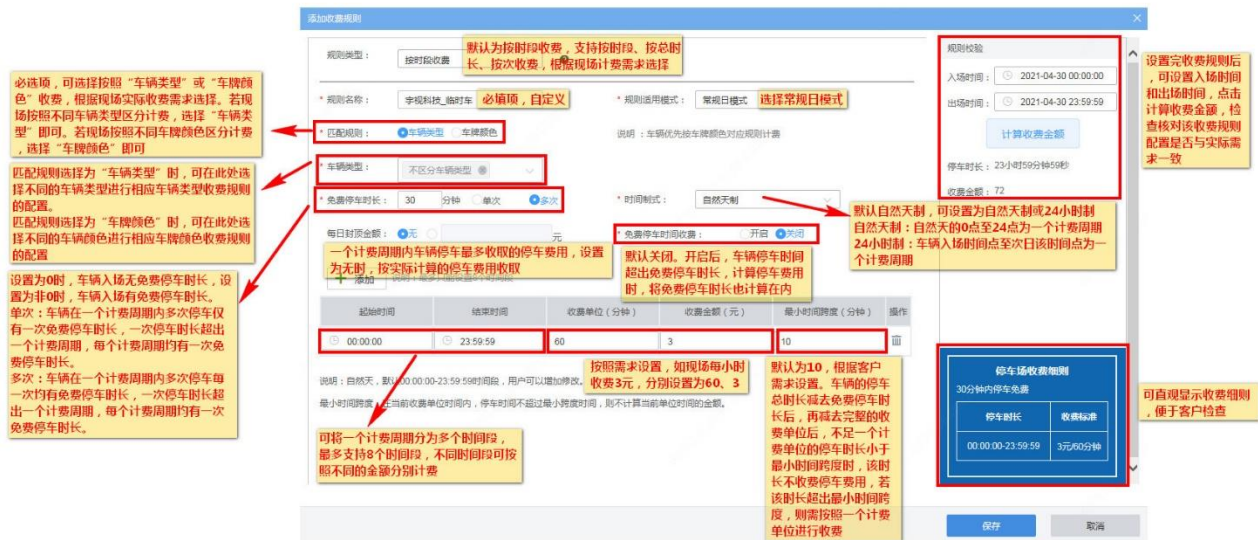 添加收费规则
规则类型：
按时段收费
默认为按时段收费，支持按时段、按总时
长、按次收费，根据现场计费需求选择
* 规则名称：
宇视科技_临时车
必填项，自定义
* 规则适用模式：
常规日模式
选择常规日模式
* 匹配规则：
车辆类型
车牌颜色
说明：车辆优先按车牌颜色对应规则计费
* 车辆类型：
不区分车辆类型
* 免费停车时长：
30
分钟
单次
多次
* 时间制式：
自然天制
每日封顶金额：
无
元
* 免费停车时间收费：
开启
关闭
必选项，可选择按照“车辆类型”或“车牌颜
色”收费，根据现场实际收费需求选择。若现
场按照不同车辆类型区分计费，选择“车辆类
型”即可。若现场按照不同车牌颜色区分计费
，选择“车牌颜色”即可
匹配规则选择为“车辆类型”时，可在此处选
择不同的车辆类型进行相应车辆类型收费规则
的配置。
匹配规则选择为“车牌颜色”时，可在此处选
择不同的车辆颜色进行相应车牌颜色收费规则
的配置
设置为0时，车辆入场无免费停车时长，设
置为非0时，车辆入场有免费停车时长。
单次：车辆在一个计费周期内多次停车仅
有一次免费停车时长，一次停车时长超出
一个计费周期，每个计费周期均有一次免
费停车时长。
多次：车辆在一个计费周期内多次停车每
一次均有免费停车时长，一次停车时长超
出一个计费周期，每个计费周期均有一次
免费停车时长。
一个计费周期内车辆停车最多收取的停车费用，设置
为无时，按实际计算的停车费用收取
默认关闭。开启后，车辆停车时间
超出免费停车时长，计算停车费用
时，将免费停车时长也计算在内
默认自然天制，可设置为自然天制或24小时制
自然天制：自然天的0点至24点为一个计费周期
24小时制：车辆入场时间点至次日该时间点为一
个计费周期
添加
起始时间
结束时间
收费单位（分钟）
收费金额（元）
最小时间跨度（分钟）
操作
00:00:00
23:59:59
60
3
10
说明：自然天，默认00:00:00-23:59:59时间段，用户可以增加修改。
最小时间跨度：在当前收费单位时间内，停车时间不超过最小跨度时间，则不计算当前单位时间的金额。
按照需求设置，如现场每小时
收费3元，分别设置为60、3
可将一个计费周期分为多个时间段，
最多支持8个时间段，不同时间段可按
照不同的金额分别计费
默认为10，根据客户
需求设置。车辆的停车
总时长减去免费停车时
长后，再减去完整的收
费单位后，不足一个计
费单位的停车时长小于
最小时间跨度时，该时
长不收费停车费用，若
该时长超出最小时间跨
度，则需按照一个计费
单位进行收费
规则校验
入场时间：
2021-04-30 00:00:00
出场时间：
2021-04-30 23:59:59
计算收费金额
停车时长：23小时59分钟59秒
收费金额：72
设置完收费规则后
，可设置入场时间
和出场时间，点击
计算收费金额，检
查核对该收费规则
配置是否与实际需
求一致
停车场收费细则
30分钟内停车免费
停车时长
收费标准
00:00:00-23:59:59
3元/60分钟
可直观显示收费细则
，便于客户检查
保存
取消